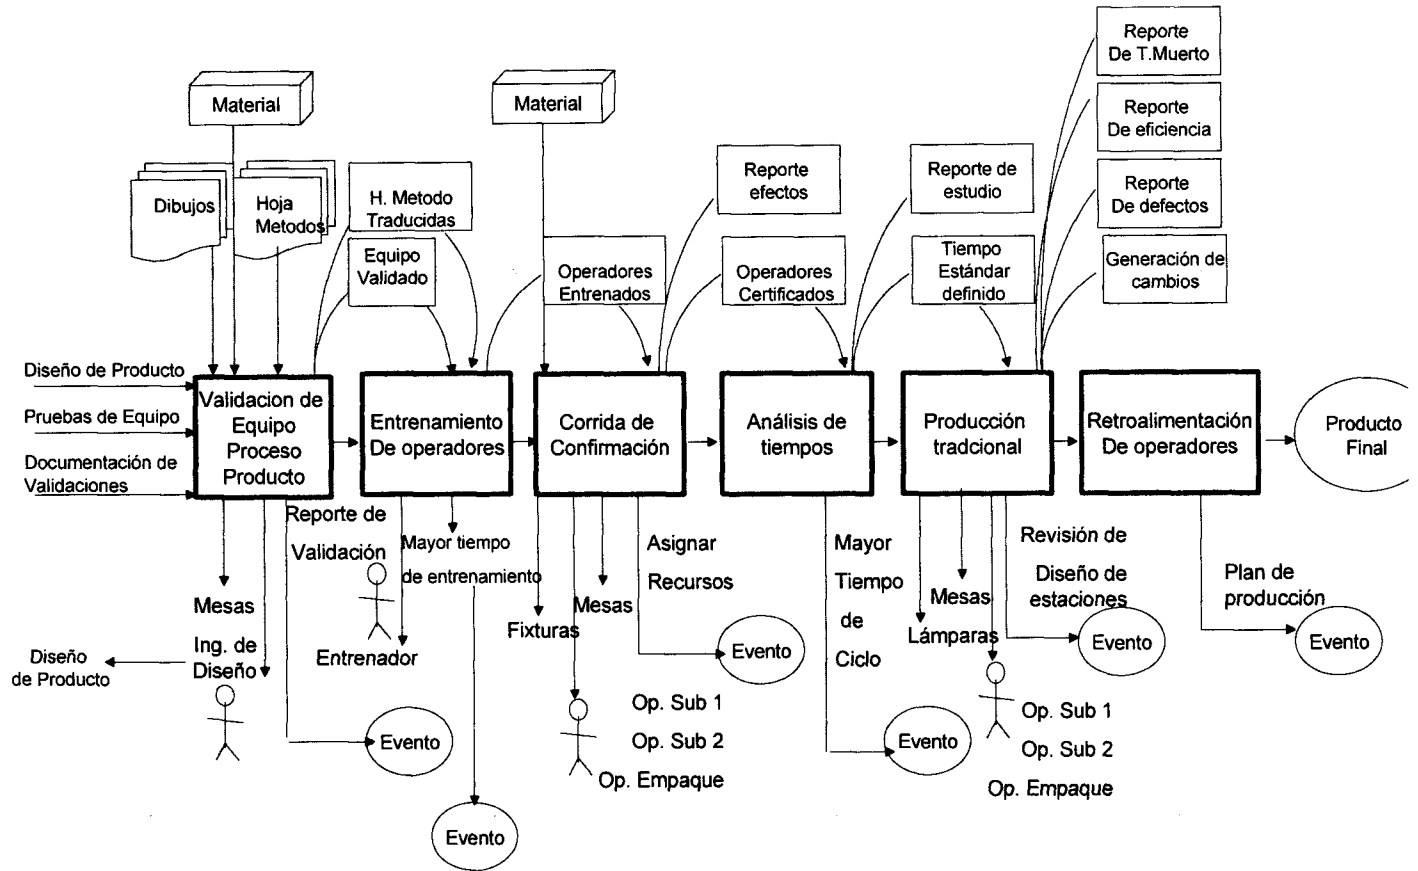 Reporte
De T.Muerto
Material
Material
Reporte
De eficiencia
Reporte
efectos
Reporte de
estudio
Reporte
De defectos
Dibujos
Hoja
Metodos
H. Metodo
Traducidas
Equipo
Validado
Operadores
Entrenados
Operadores
Certificados
Tiempo
Estándar
definido
Generación de
cambios
Diseño de Producto
Pruebas de Equipo
Documentación de
Validaciones
Validacion de
Equipo
Proceso
Producto
Entrenamiento
De operadores
Corrida de
Confirmación
Análisis de
tiempos
Producción
tradcional
Retroalimentación
De operadores
Producto
Final
Reporte de
Validación
Mayor tiempo
de entrenamiento
Asignar
Recursos
Mayor
Tiempo
de
Ciclo
Revisión de
Diseño de
estaciones
Plan de
producción
Mesas
Ing. de
Diseño
Diseño
de Producto
Entrenador
Fixturas
Mesas
Evento
Mesas
Lámparas
Evento
Evento
Op. Sub 1
Op. Sub 2
Op. Empaque
Evento
Evento
Op. Sub 1
Op. Sub 2
Op. Empaque
Evento